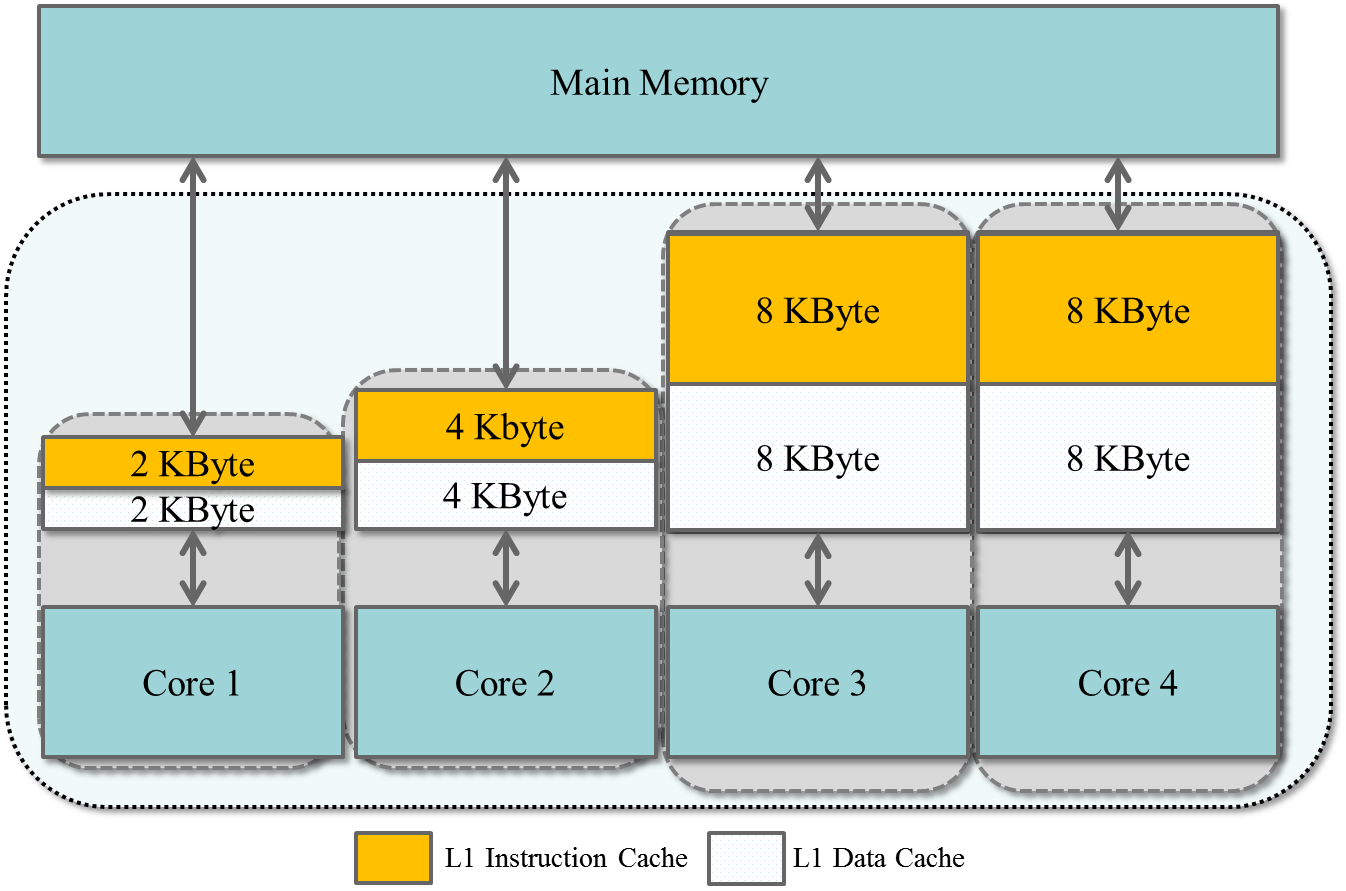 Main Memory
8 KByte
8 KByte
4 Kbyte
2 KByte
8 KByte
8 KByte
4 KByte
2 KByte
Core 1
Core 2
Core 3
Core 4
L1 Instruction Cache
L1 Data Cache